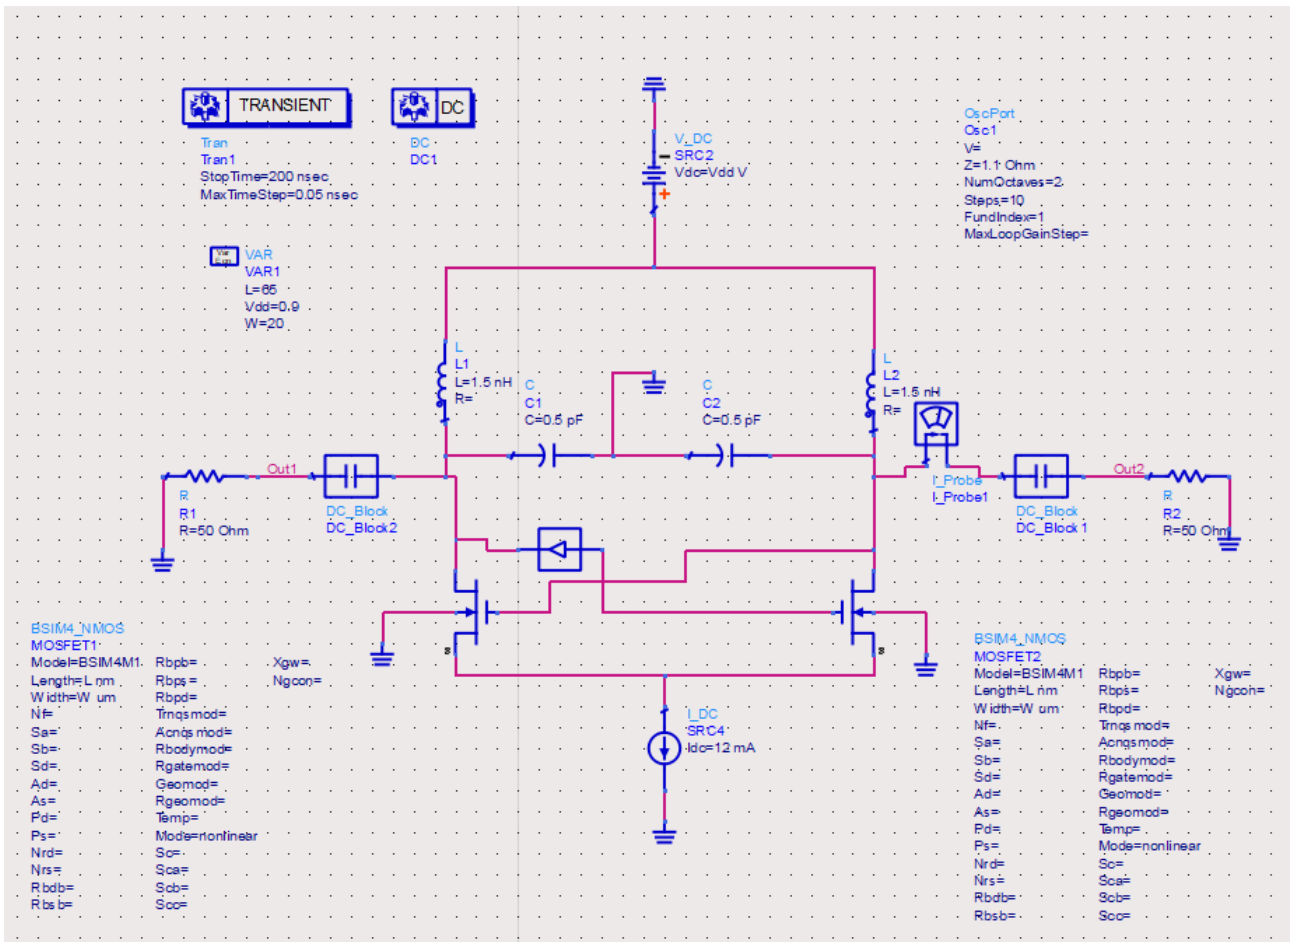 TRANSIENT
Tran
Tran1
StopTime=200 nsec
MaxTimeStep=0.05 nsec
DC
DC
DC1
Var
Eqn
VAR
VAR1
L=65
Vdd=0.9
W=20
V_DC
SRC2
Vdc=Vdd V
OscPort
Osc1
V=
Z=1.1 Ohm
NumOctaves=2
Steps=10
FundIndex=1
MaxLoopGainStep=
L
L1
L=1.5 nH
R=
C
C1
C=0.5 pF
C
C2
C=0.5 pF
L
L2
L=1.5 nH
R=
Out1
R
R1
R=50 Ohm
DC_Block
DC_Block2
I_Probe
I_Probe1
DC_Block
DC_Block1
Out2
R
R2
R=50 Ohm
S
S
I_DC
SRC4
Idc=12 mA
BSIM4_NMOS
MOSFET1
Model=BSIM4M1 Rbpb= Xgw=
Length=L nm Rbps= Ngcon=
Width=W um Rbpd=
Nf= Trnqsmod=
Sa= Acnqsmod=
Sb= Rbodymod=
Sd= Rgatemod=
Ad= Geomod=
As= Rgeomod=
Pd= Temp=
Ps= Mode=nonlinear
Nrd= Sc=
Nrs= Sca=
Rbdb= Scb=
Rbsb= Scc=
BSIM4_NMOS
MOSFET2
Model=BSIM4M1 Rbpb= Xgw=
Length=L nm Rbps= Ngcon=
Width=W um Rbpd=
Nf= Trnqsmod=
Sa= Acnqsmod=
Sb= Rbodymod=
Sd= Rgatemod=
Ad= Geomod=
As= Rgeomod=
Pd= Temp=
Ps= Mode=nonlinear
Nrd= Sc=
Nrs= Sca=
Rbdb= Scb=
Rbsb= Scc=